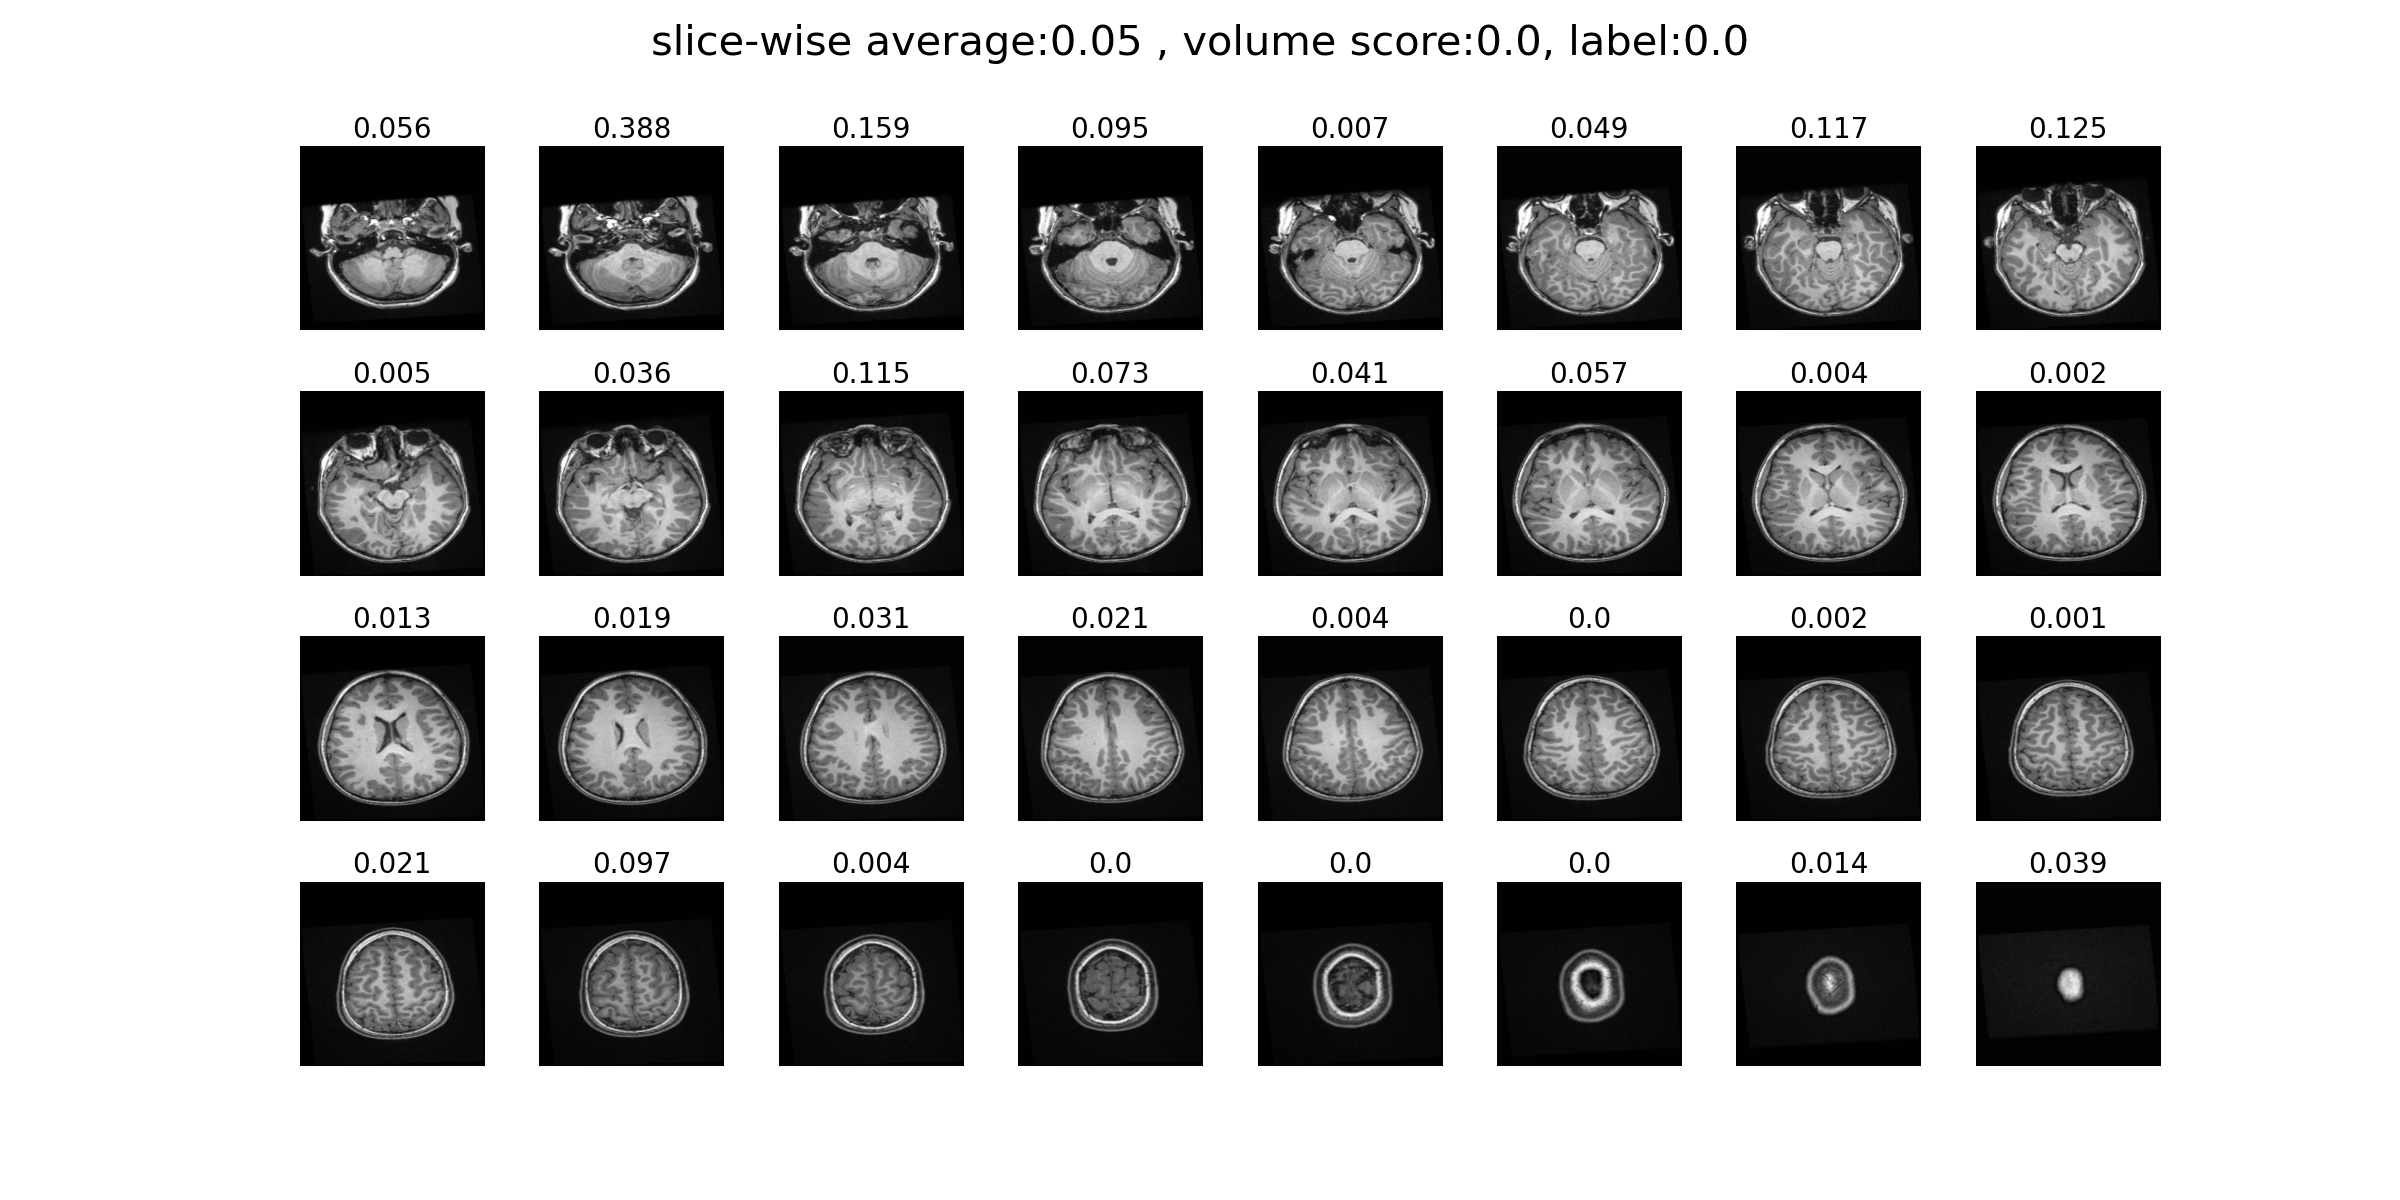 slice-wise average:0.05 , volume score:0.0, label:0.0
0.056 0.388 0.159 0.095 0.007 0.049 0.117 0.125
0.005 0.036 0.115 0.073 0.041 0.057 0.004 0.002
0.013 0.019 0.031 0.021 0.004 0.0 0.002 0.001
0.021 0.097 0.004 0.0 0.0 0.0 0.014 0.039